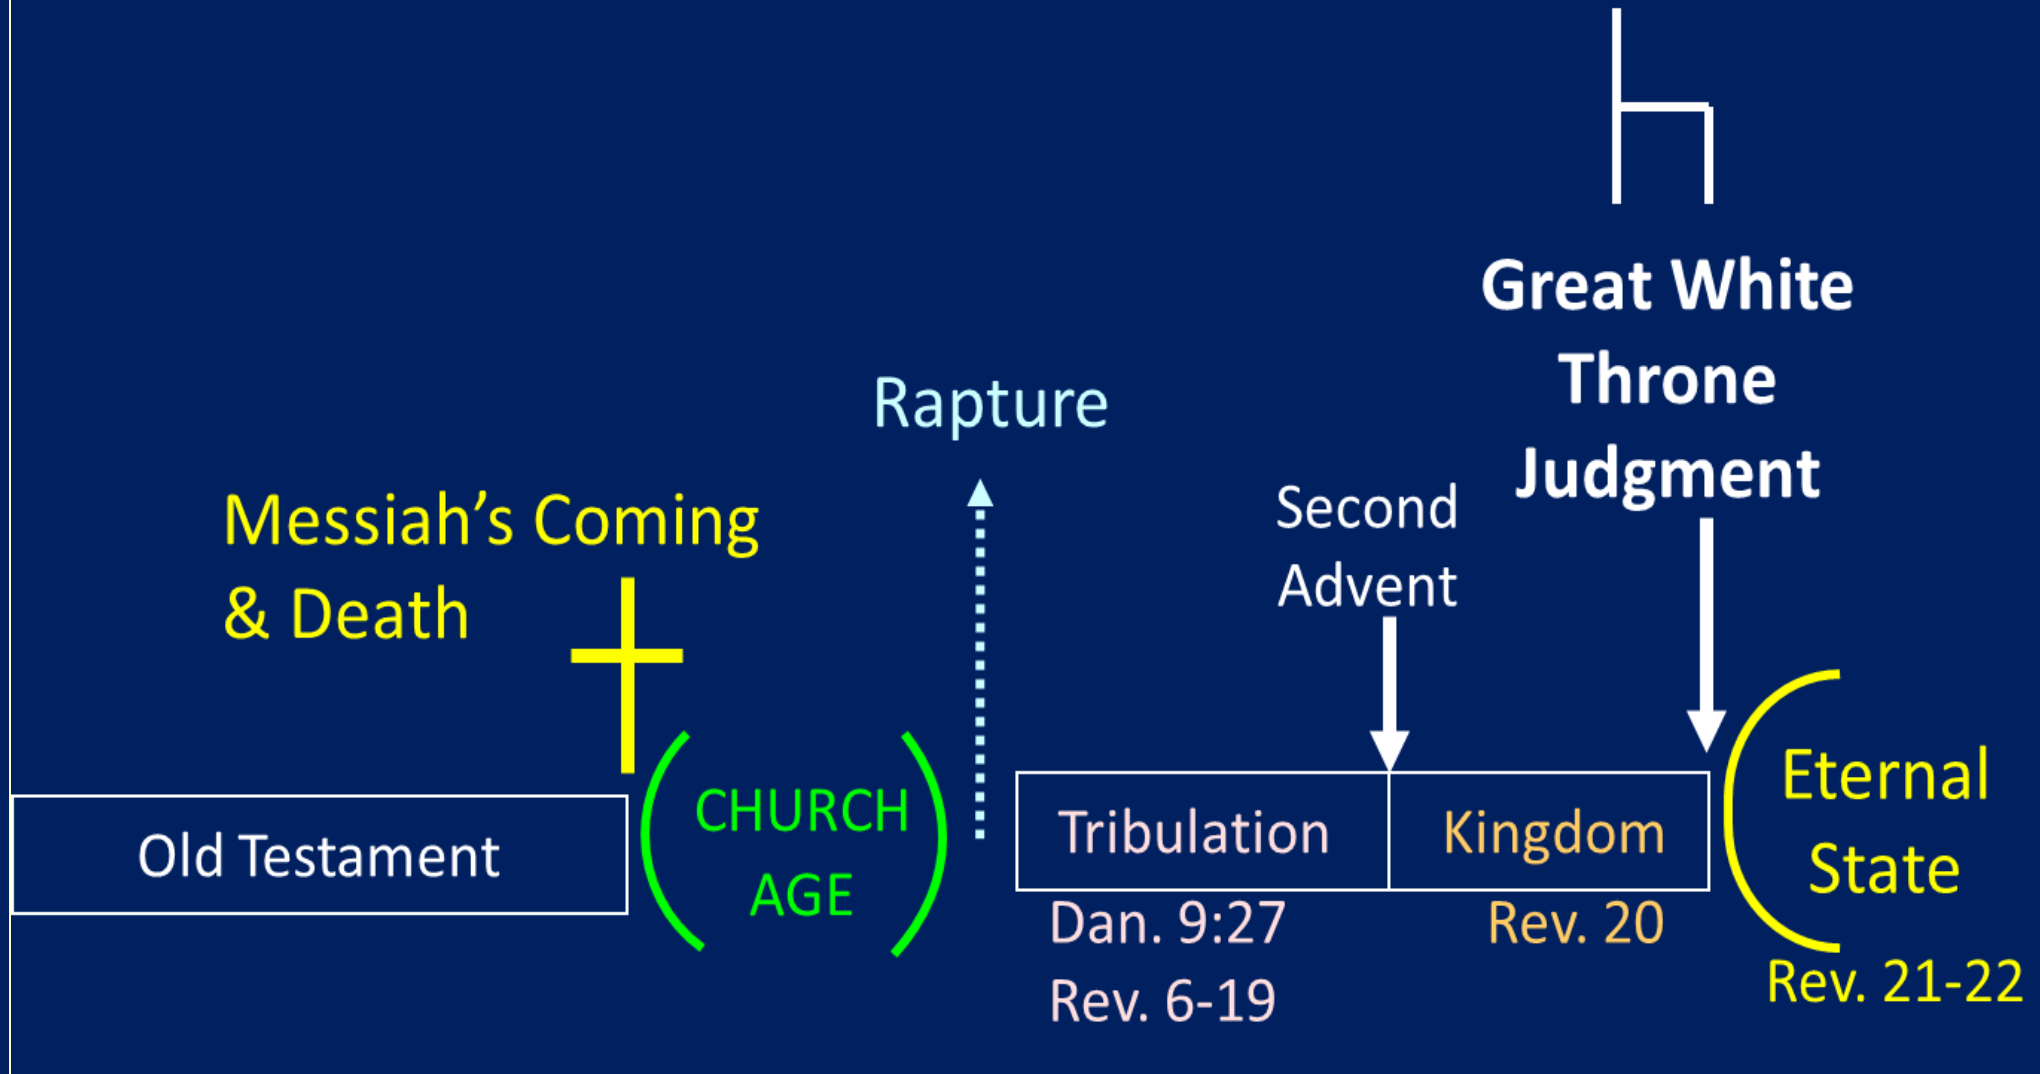 Great White
Throne
Judgment
Rapture
Second
Advent
Messiah’s Coming
& Death
CHURCH
AGE
Old Testament
Tribulation
Kingdom
Eternal
State
Dan. 9:27
Rev. 6-19
Rev. 20
Rev. 21-22